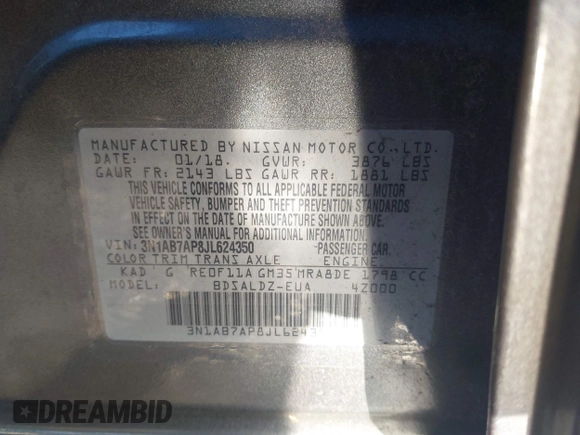 MANUFACTURED BY NISSAN MOTOR CO.,LTD.
DATE: 01/18. GVWR: 3876 LBS
GAWR FR: 2143 LBS GAWR RR: 1881 LBS
THIS VEHICLE CONFORMS TO ALL APPLICABLE FEDERAL MOTOR
VEHICLE SAFETY, BUMPER AND THEFT PREVENTION STANDARDS
IN EFFECT ON THE DATE OF MANUFACTURE SHOWN ABOVE.
SEE OWNER'S MANUAL FOR ADDITIONAL INFORMATION.
VIN: 3N1AB7AP8JL624350 PASSENGER CAR.
COLOR TRIM TRANS AXLE ENGINE.
KAD G RE0F11A GM35 MRA8DE 1798 CC
MODEL: BDSALDZ-EUA 4Z000
3N1AB7AP8JL6243
DREAMBID